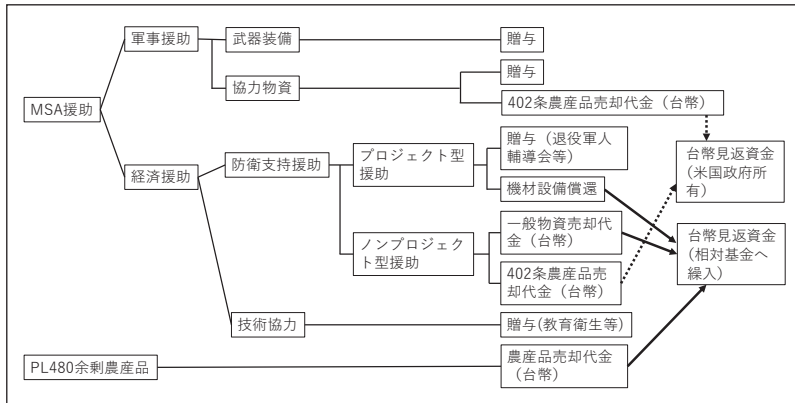 軍事援助
武器装備
贈与
協力物資
贈与
402条農産品売却代金（台幣）
MSA援助
経済援助
防衛支持援助
プロジェクト型
援助
贈与（退役軍人
輔導会等）
機材設備償還
台幣見返資金
(米国政府所
有）
ノンプロジェク
ト型援助
一般物資売却代
金（台幣）
402条農産品売
却代金（台幣）
台幣見返資金
(相対基金へ
繰入）
技術協力
贈与(教育衛生等）
PL480余剰農産品
農産品売却代金
（台幣）